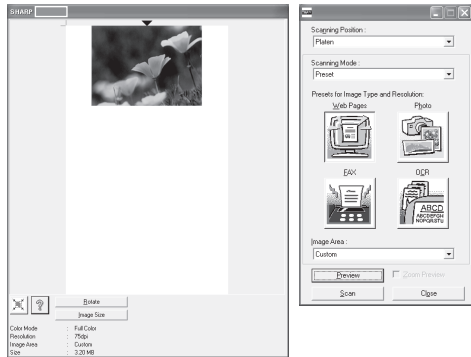 SHARP
Rotate
Image Size
Color Mode : Full Color
Resolution : 75dpi
Image Area : Custom
Size : 3.20 MB
Scanning Position :
Platen
Scanning Mode :
Preset
Presets for Image Type and Resolution:
Web Pages Photo
FAX OCR
ABCD
ABCDEFGH
NOPQRSTU
Image Area :
Custom
Preview Zoom Preview
Scan Close